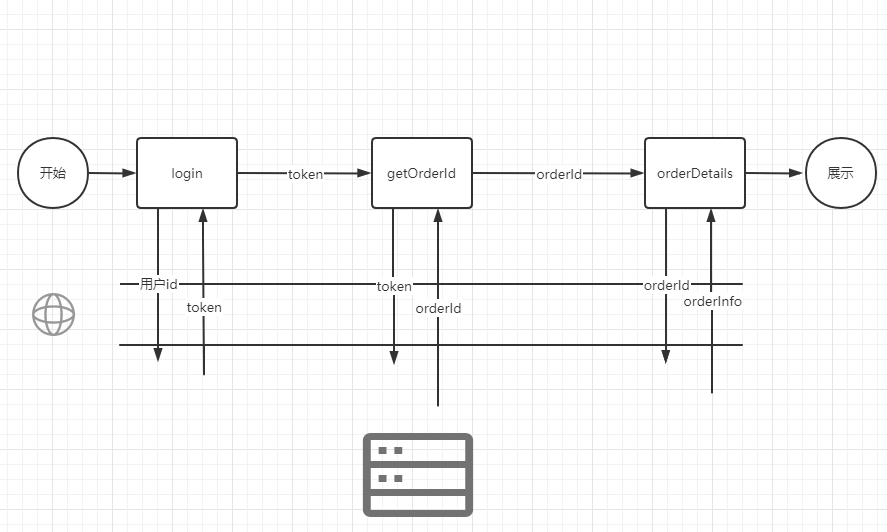 开始
login
token
getOrderId
orderId
orderDetails
展示
用户id
token
token
orderId
orderId
orderInfo